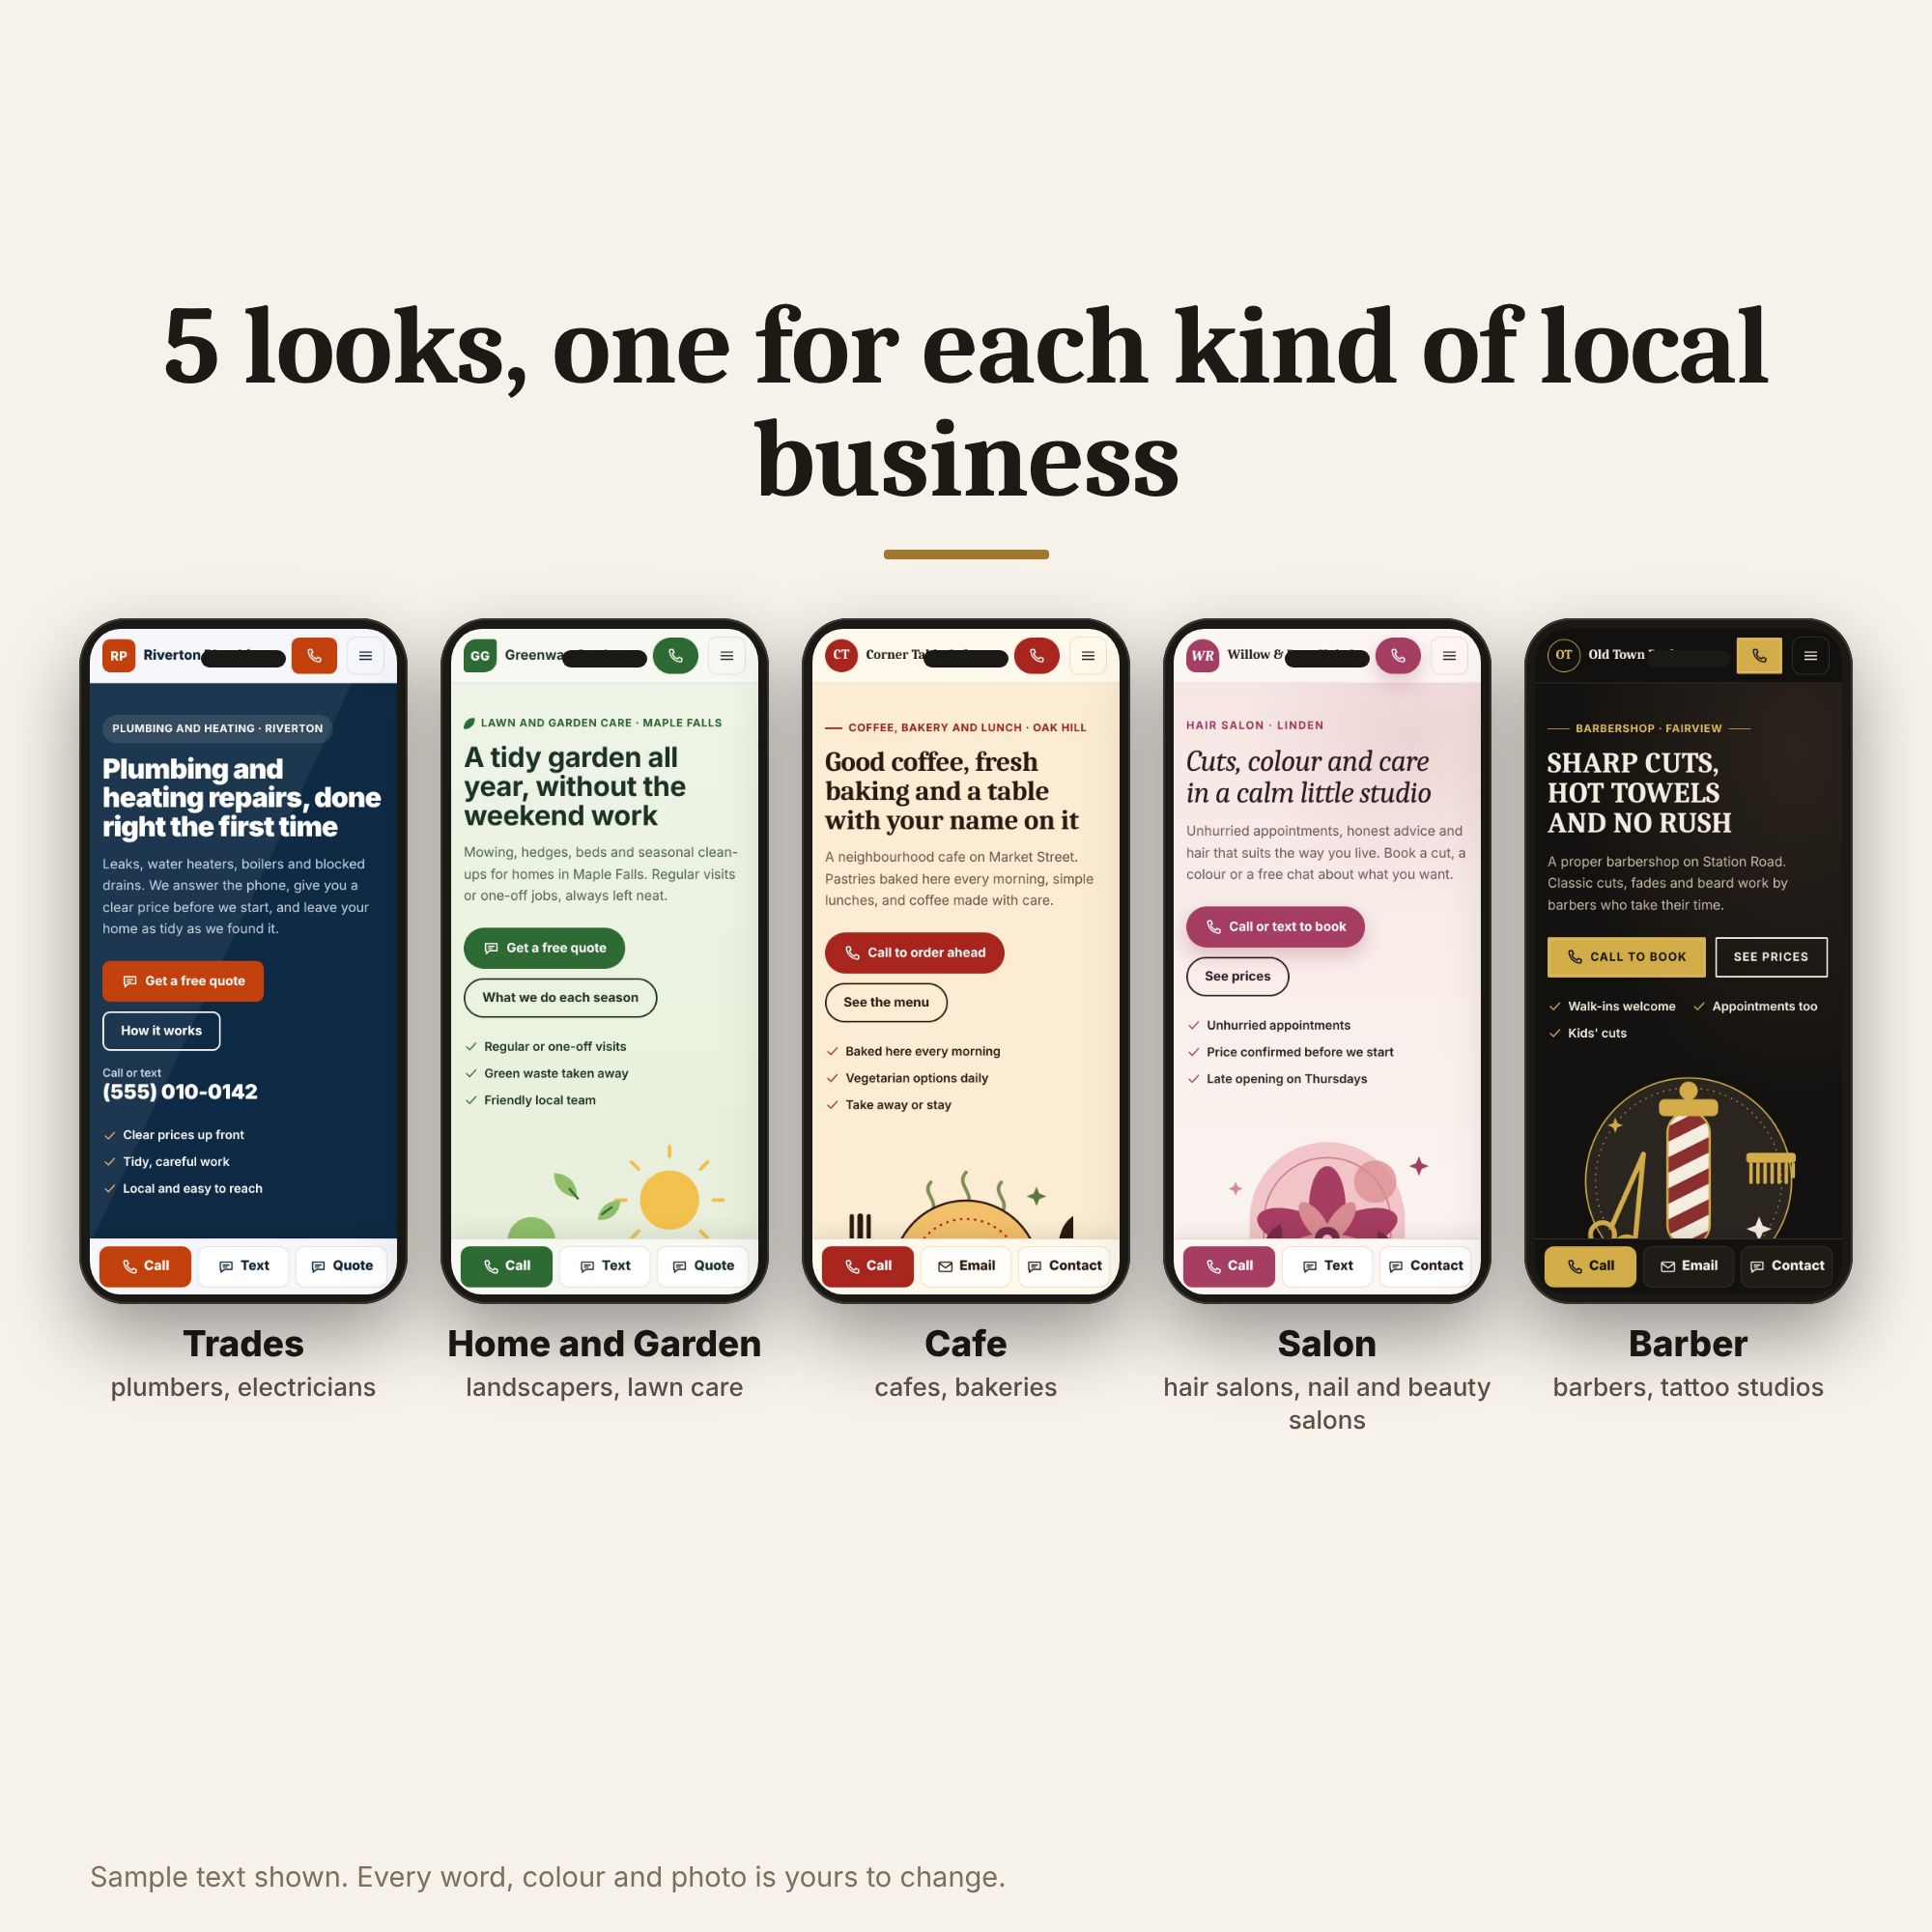 5 looks, one for each kind of local
business
RP Riverton
PLUMBING AND HEATING · RIVERTON
Plumbing and
heating repairs, done
right the first time
Leaks, water heaters, boilers and blocked
drains. We answer the phone, give you a
clear price before we start, and leave your
home as tidy as we found it.
Get a free quote
How it works
Call or text
(555) 010-0142
Clear prices up front
Tidy, careful work
Local and easy to reach
Call Text Quote
Trades
plumbers, electricians
GG
LAWN AND GARDEN CARE · MAPLE FALLS
A tidy garden all
year, without the
weekend work
Mowing, hedges, beds and seasonal clean-
ups for homes in Maple Falls. Regular visits
or one-off jobs, always left neat.
Get a free quote
What we do each season
Regular or one-off visits
Green waste taken away
Friendly local team
Call Text Quote
Home and Garden
landscapers, lawn care
CT Corner
COFFEE, BAKERY AND LUNCH · OAK HILL
Good coffee, fresh
baking and a table
with your name on it
A neighbourhood cafe on Market Street.
Pastries baked here every morning, simple
lunches, and coffee made with care.
Call to order ahead
See the menu
Baked here every morning
Vegetarian options daily
Take away or stay
Call Email Contact
Cafe
cafes, bakeries
WR Willow &
HAIR SALON · LINDEN
Cuts, colour and care
in a calm little studio
Unhurried appointments, honest advice and
hair that suits the way you live. Book a cut, a
colour or a free chat about what you want.
Call or text to book
See prices
Unhurried appointments
Price confirmed before we start
Late opening on Thursdays
Call Text Contact
Salon
hair salons, nail and beauty
salons
OT Old Town
BARBERSHOP · FAIRVIEW
SHARP CUTS,
HOT TOWELS
AND NO RUSH
A proper barbershop on Station Road.
Classic cuts, fades and beard work by
barbers who take their time.
CALL TO BOOK SEE PRICES
Walk-ins welcome Appointments too
Kids' cuts
Call Email Contact
Barber
barbers, tattoo studios
Sample text shown. Every word, colour and photo is yours to change.